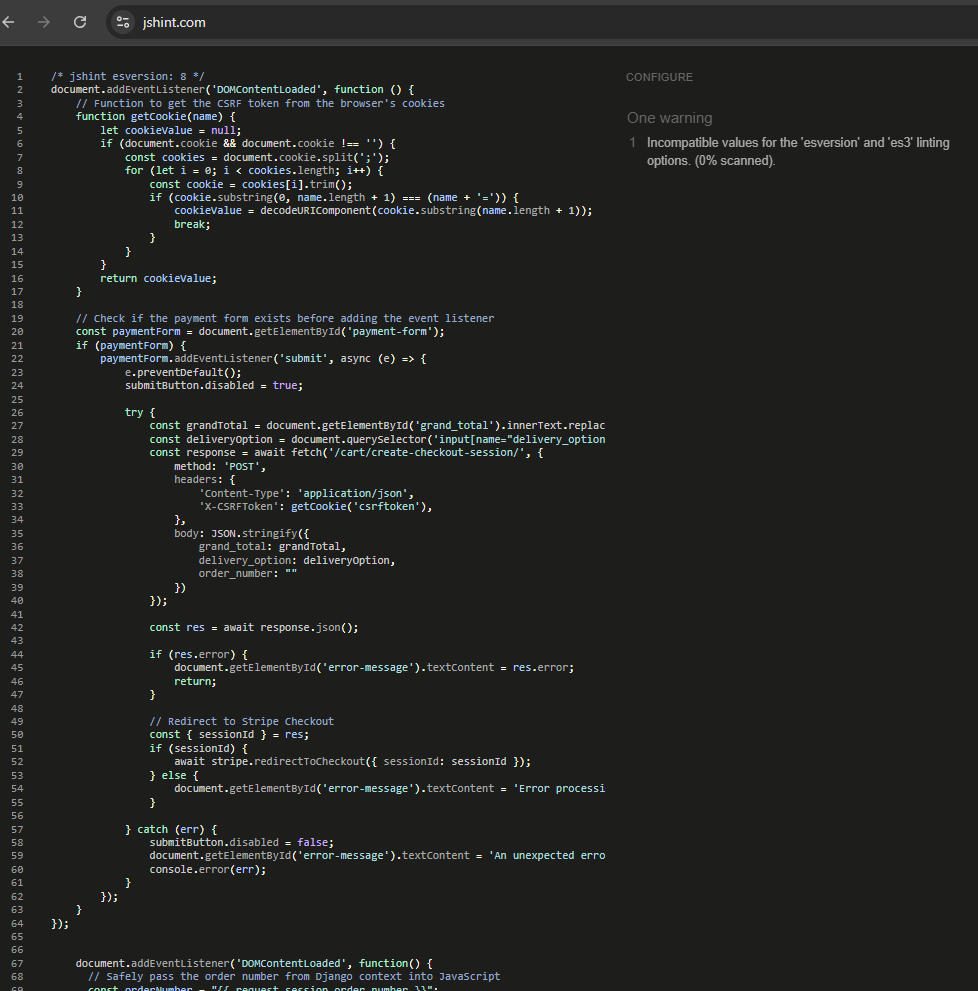 jshint.com
1 /* jshint esversion: 8 */
2 document.addEventListener('DOMContentLoaded', function () {
3 // Function to get the CSRF token from the browser's cookies
4 function getCookie(name) {
5 let cookieValue = null;
6 if (document.cookie && document.cookie !== '') {
7 const cookies = document.cookie.split(';');
8 for (let i = 0; i < cookies.length; i++) {
9 const cookie = cookies[i].trim();
10 if (cookie.substring(0, name.length + 1) === (name + '=')) {
11 cookieValue = decodeURIComponent(cookie.substring(name.length + 1));
12 break;
13 }
14 }
15 }
16 return cookieValue;
17 }
18
19 // Check if the payment form exists before adding the event listener
20 const paymentForm = document.getElementById('payment-form');
21 if (paymentForm) {
22 paymentForm.addEventListener('submit', async (e) => {
23 e.preventDefault();
24 submitButton.disabled = true;
25
26 try {
27 const grandTotal = document.getElementById('grand_total').innerText.replac
28 const deliveryOption = document.querySelector('input[name="delivery_option
29 const response = await fetch('/cart/create-checkout-session/', {
30 method: 'POST',
31 headers: {
32 'Content-Type': 'application/json',
33 'X-CSRFToken': getCookie('csrftoken'),
34 },
35 body: JSON.stringify({
36 grand_total: grandTotal,
37 delivery_option: deliveryOption,
38 order_number: ""
39 })
40 });
41
42 const res = await response.json();
43
44 if (res.error) {
45 document.getElementById('error-message').textContent = res.error;
46 return;
47 }
48
49 // Redirect to Stripe Checkout
50 const { sessionId } = res;
51 if (sessionId) {
52 await stripe.redirectToCheckout({ sessionId: sessionId });
53 } else {
54 document.getElementById('error-message').textContent = 'Error processi
55 }
56
57 } catch (err) {
58 submitButton.disabled = false;
59 document.getElementById('error-message').textContent = 'An unexpected erro
60 console.error(err);
61 }
62 });
63 }
64 });
65
66
67 document.addEventListener('DOMContentLoaded', function() {
68 // Safely pass the order number from Django context into JavaScript
69 const orderNumber = "{{ request.session.order_number }}";
CONFIGURE
One warning
1 Incompatible values for the 'esversion' and 'es3' linting
options. (0% scanned).